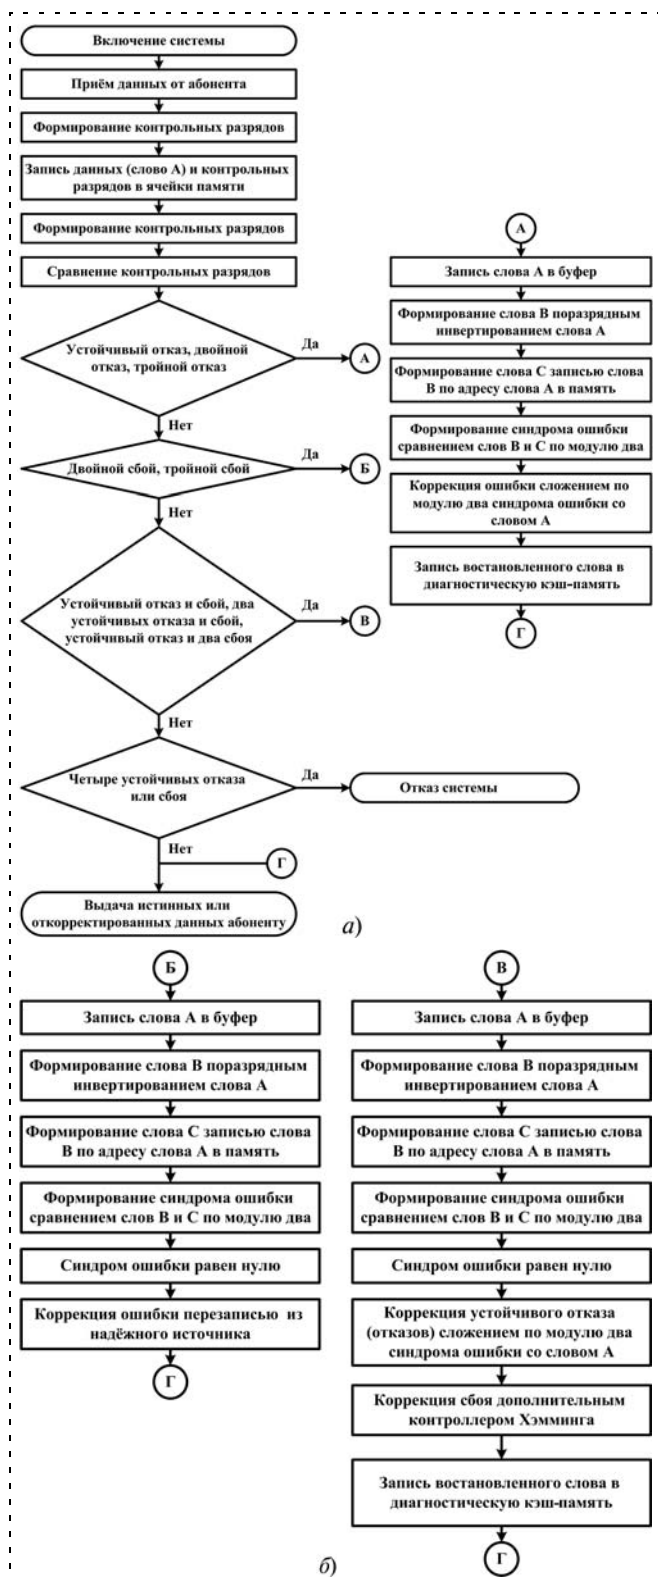 Включение системы
Приём данных от абонента
Формирование контрольных разрядов
Запись данных (слово А) и контрольных
разрядов в ячейки памяти
Формирование контрольных разрядов
Сравнение контрольных разрядов
Устойчивый отказ, двойной
отказ, тройной отказ
Да
А
Нет
Двойной сбой, тройной сбой
Да
Б
Нет
Устойчивый отказ и сбой, два
устойчивых отказа и сбой,
устойчивый отказ и два сбоя
Да
В
Нет
Четыре устойчивых отказа
или сбоя
Да
Отказ системы
Нет
Г
Выдача истинных или
откорректированных данных абоненту
А
Запись слова А в буфер
Формирование слова В поразрядным
инвертированием слова А
Формирование слова С записью слова
В по адресу слова А в память
Формирование синдрома ошибки
сравнением слов В и С по модулю два
Коррекция ошибки сложением по
модулю два синдрома ошибки со
словом А
Запись востановленного слова в
диагностическую кэш-память
Г
а)
Б
Запись слова А в буфер
Формирование слова В поразрядным
инвертированием слова А
Формирование слова С записью слова
В по адресу слова А в память
Формирование синдрома ошибки
сравнением слов В и С по модулю два
Синдром ошибки равен нулю
Коррекция ошибки перезаписью из
надёжного источника
Г
В
Запись слова А в буфер
Формирование слова В поразрядным
инвертированием слова А
Формирование слова С записью слова
В по адресу слова А в память
Формирование синдрома ошибки
сравнением слов В и С по модулю два
Синдром ошибки равен нулю
Коррекция устойчивого отказа
(отказов) сложением по модулю два
синдрома ошибки со словом А
Коррекция сбоя дополнительным
контроллером Хэмминга
Запись востановленного слова в
диагностическую кэш-память
Г
б)